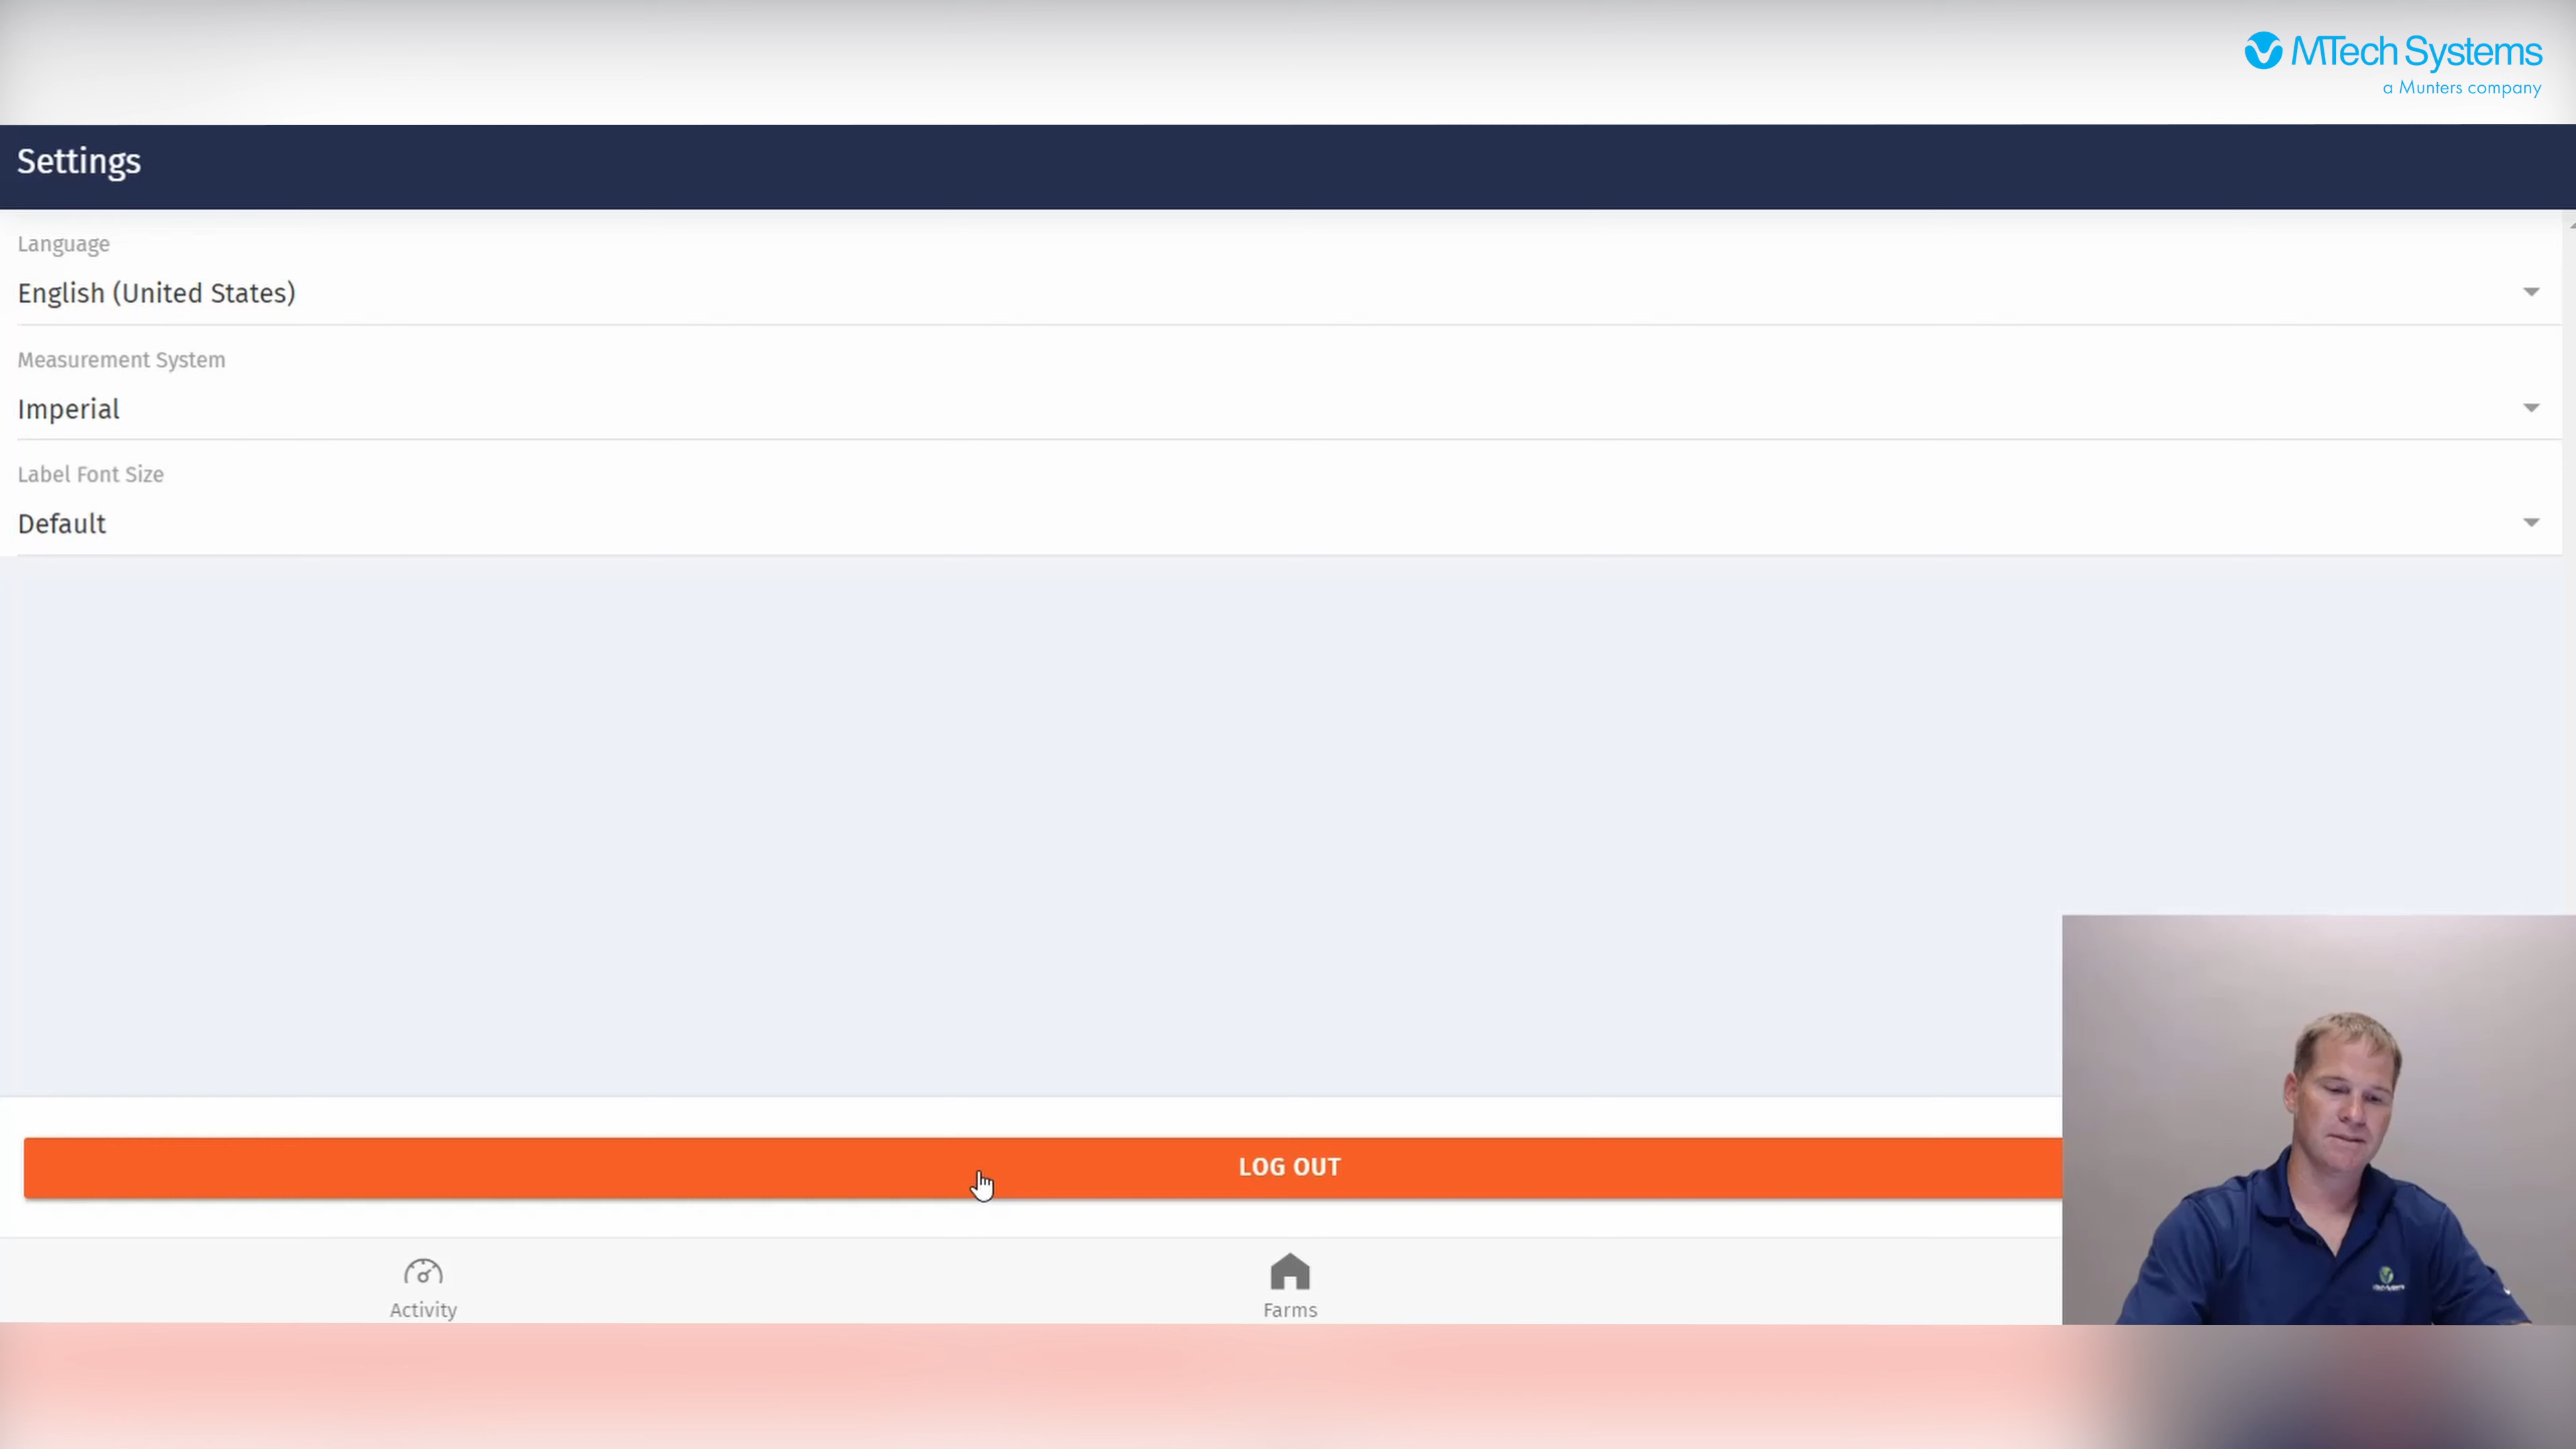 MTech Systems
a Munters company
Settings
Language
English (United States)
Measurement System
Imperial
Label Font Size
Default
LOG OUT
Activity
Farms